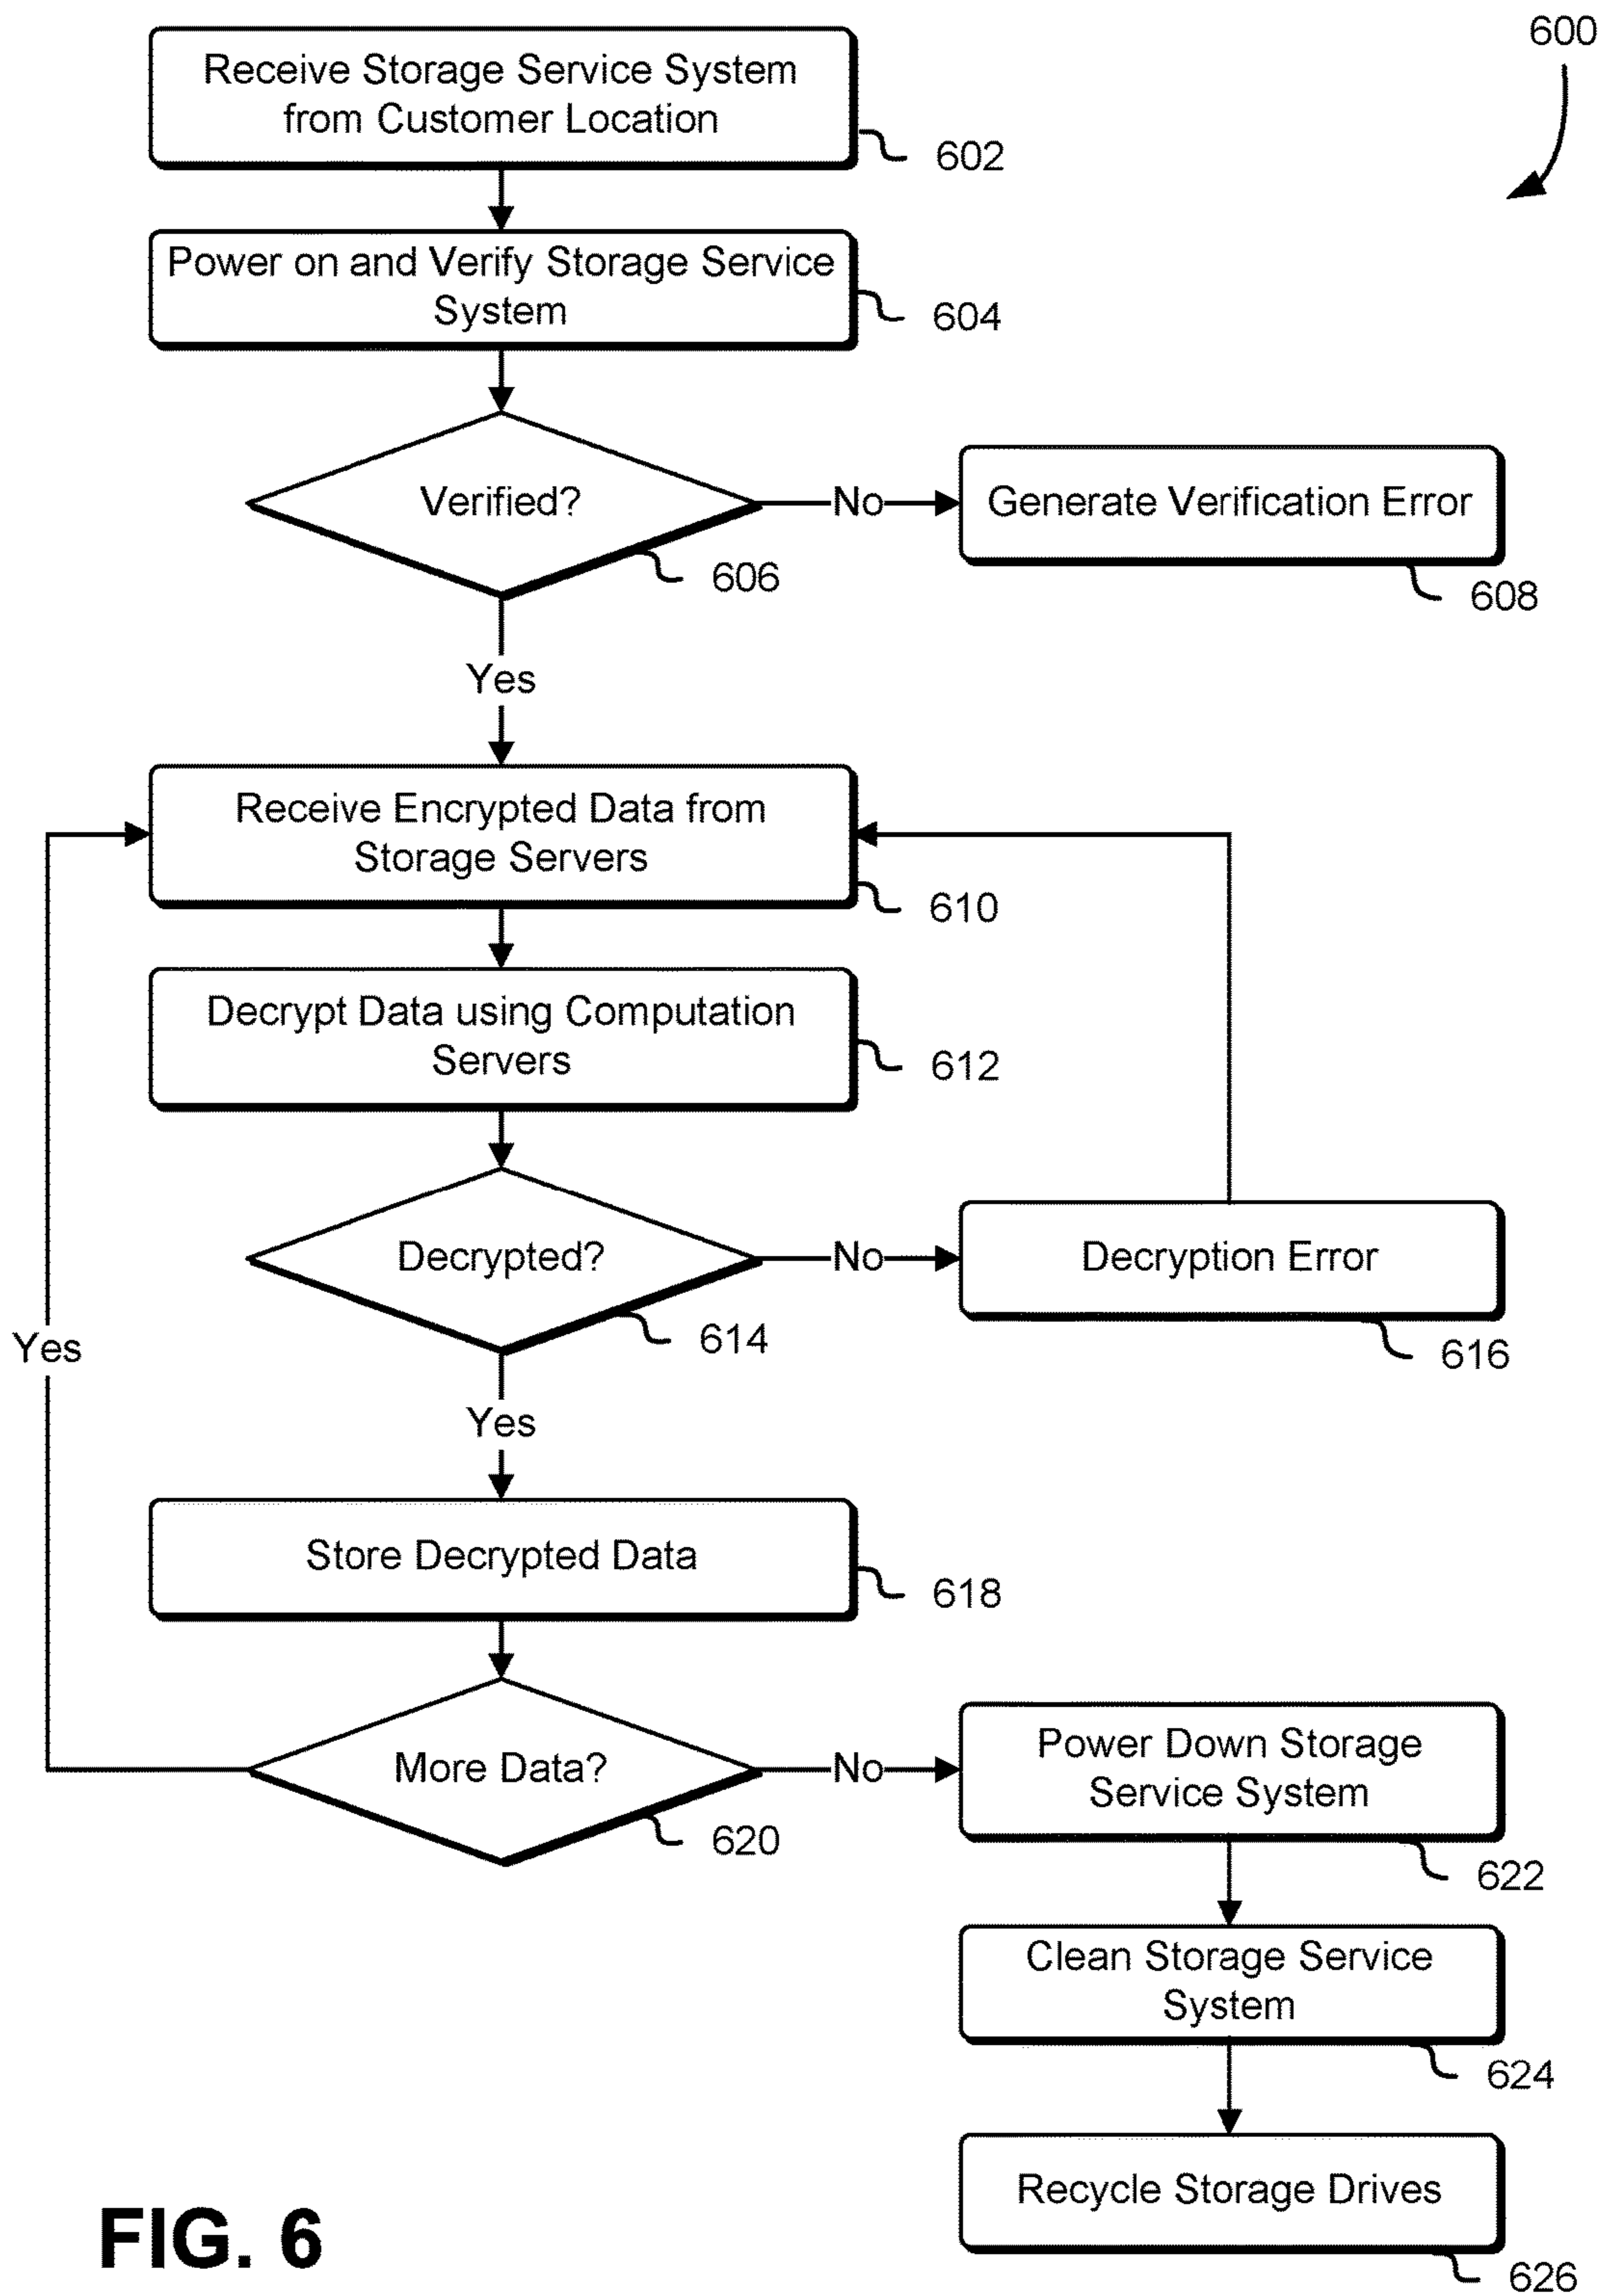 600
Receive Storage Service System
from Customer Location
602
Power on and Verify Storage Service
System
604
Verified?
606
No
Generate Verification Error
608
Yes
Receive Encrypted Data from
Storage Servers
610
Decrypt Data using Computation
Servers
612
Decrypted?
614
No
Decryption Error
616
Yes
Yes
Store Decrypted Data
618
More Data?
620
No
Power Down Storage
Service System
622
Clean Storage Service
System
624
Recycle Storage Drives
626
FIG. 6